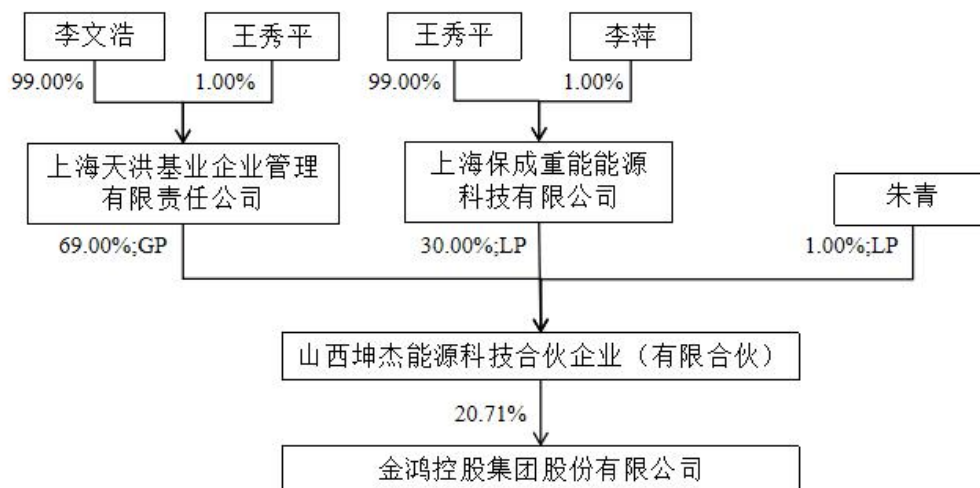 李文浩
王秀平
王秀平
李萍
99.00%
1.00%
99.00%
1.00%
上海天洪基业企业管理
有限责任公司
上海保成重能能源
科技有限公司
朱青
69.00%;GP
30.00%;LP
1.00%;LP
山西坤杰能源科技合伙企业（有限合伙）
20.71%
金鸿控股集团股份有限公司